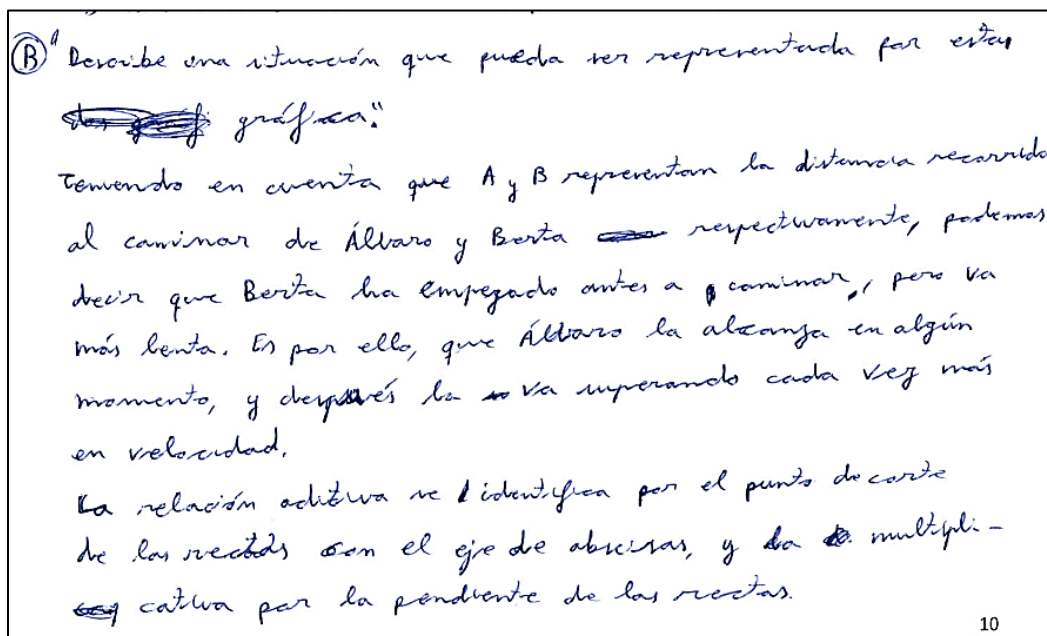 B "Describe una situación que pueda ser representada por esta
gráfica."
Teniendo en cuenta que A y B representan la distancia recorrida
al caminar de Álvaro y Berta respectivamente, podemos
decir que Berta ha empezado antes a caminar, pero va
más lenta. Es por ello, que Álvaro la alcanza en algún
momento, y después la va superando cada vez más
en velocidad.
La relación aditiva se identifica por el punto de corte
de las rectas con el eje de abscisas, y la multipli-
cativa por la pendiente de las rectas.
10